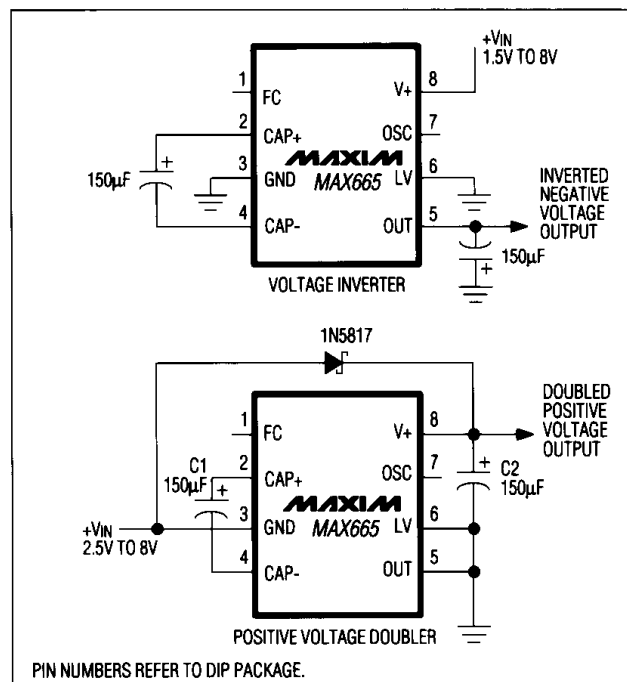 +VIN
1.5V TO 8V
1
FC
V+
8
2
CAP+
OSC
7
150µF
+
MAXIM
3
GND
MAX665
LV
6
4
CAP-
OUT
5
INVERTED
NEGATIVE
VOLTAGE
OUTPUT
150µF
+
VOLTAGE INVERTER
1N5817
1
FC
V+
8
DOUBLED
POSITIVE
VOLTAGE
OUTPUT
C1
150µF
+
2
CAP+
OSC
7
+
C2
150µF
MAXIM
+VIN
2.5V TO 8V
3
GND
MAX665
LV
6
4
CAP-
OUT
5
POSITIVE VOLTAGE DOUBLER
PIN NUMBERS REFER TO DIP PACKAGE.